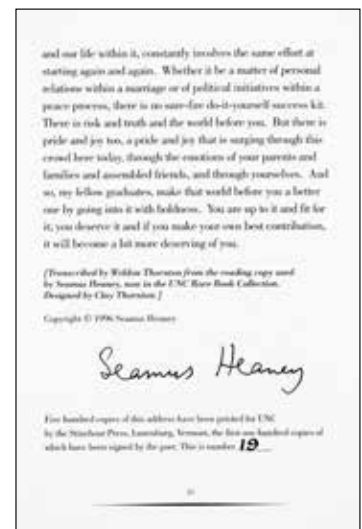 and our life within it, constantly involves the same effort at
starting again and again. Whether it be a matter of personal
relations within a marriage or of political initiatives within a
peace process, there is no sure-fire do-it-yourself success kit.
There is risk and truth and the world before you. But there is
pride and joy too, a pride and joy that is surging through this
crowd here today, through the emotions of your parents and
families and assembled friends, and through yourselves. And
so, my fellow graduates, make that world before you a better
one by going into it with boldness. You are up to it and fit for
it, you deserve it and if you make your own best contribution,
it will become a bit more deserving of you.
[Transcribed by Weldon Thornton from the reading copy used
by Seamus Heaney, now in the UNC Rare Book Collection.
Designed by Clay Thornton.]
Copyright © 1996 Seamus Heaney
Seamus Heaney
Five hundred copies of this address have been printed for UNC
by the Stinehour Press, Lunenburg, Vermont, the first one hundred copies of
which have been signed by the poet. This is number 19